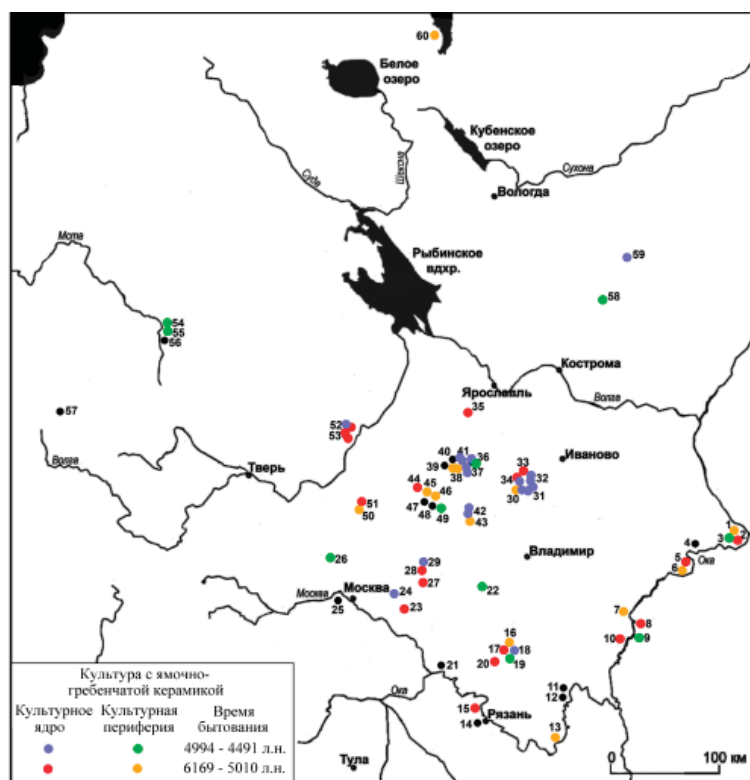 60
Белое
озеро
Кубенское
озеро
Сухона
Суда
Шексна
Вологда
Рыбинское
вдхр.
59
58
Мста
54
55
56
57
Кострома
Ярославль
Волга
35
52
53
Волга
Тверь
40 41 36
39 38 37
33
34 32
30 31
Иваново
44 45 46
47 48 49
51
50
42
43
1
3 2
4
5
6
Ока
26
29
28
27
Владимир
22
Москва Москва
24
25
23
7
8
10 9
16
17 18
20 19
21
Ока
11
12
15
14 Рязань
13
Тула
0 100 км
Культура с ямочно-
гребенчатой керамикой
Культурное Культурная Время
ядро периферия бытования
4994 - 4491 л.н.
6169 - 5010 л.н.